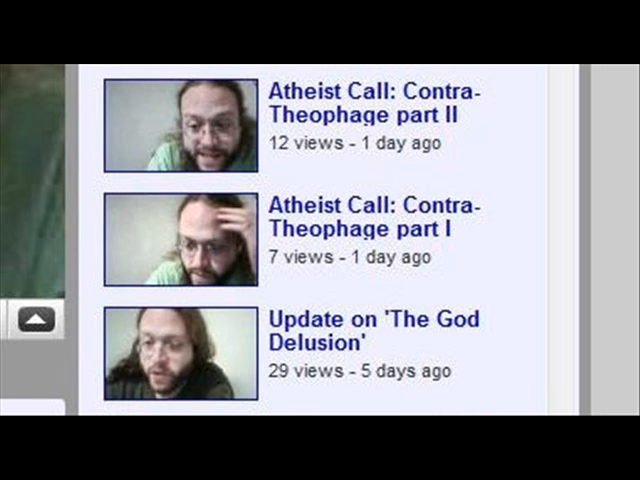 Atheist Call: Contra-
Theophage part II
12 views - 1 day ago
Atheist Call: Contra-
Theophage part I
7 views - 1 day ago
Update on 'The God
Delusion'
29 views - 5 days ago